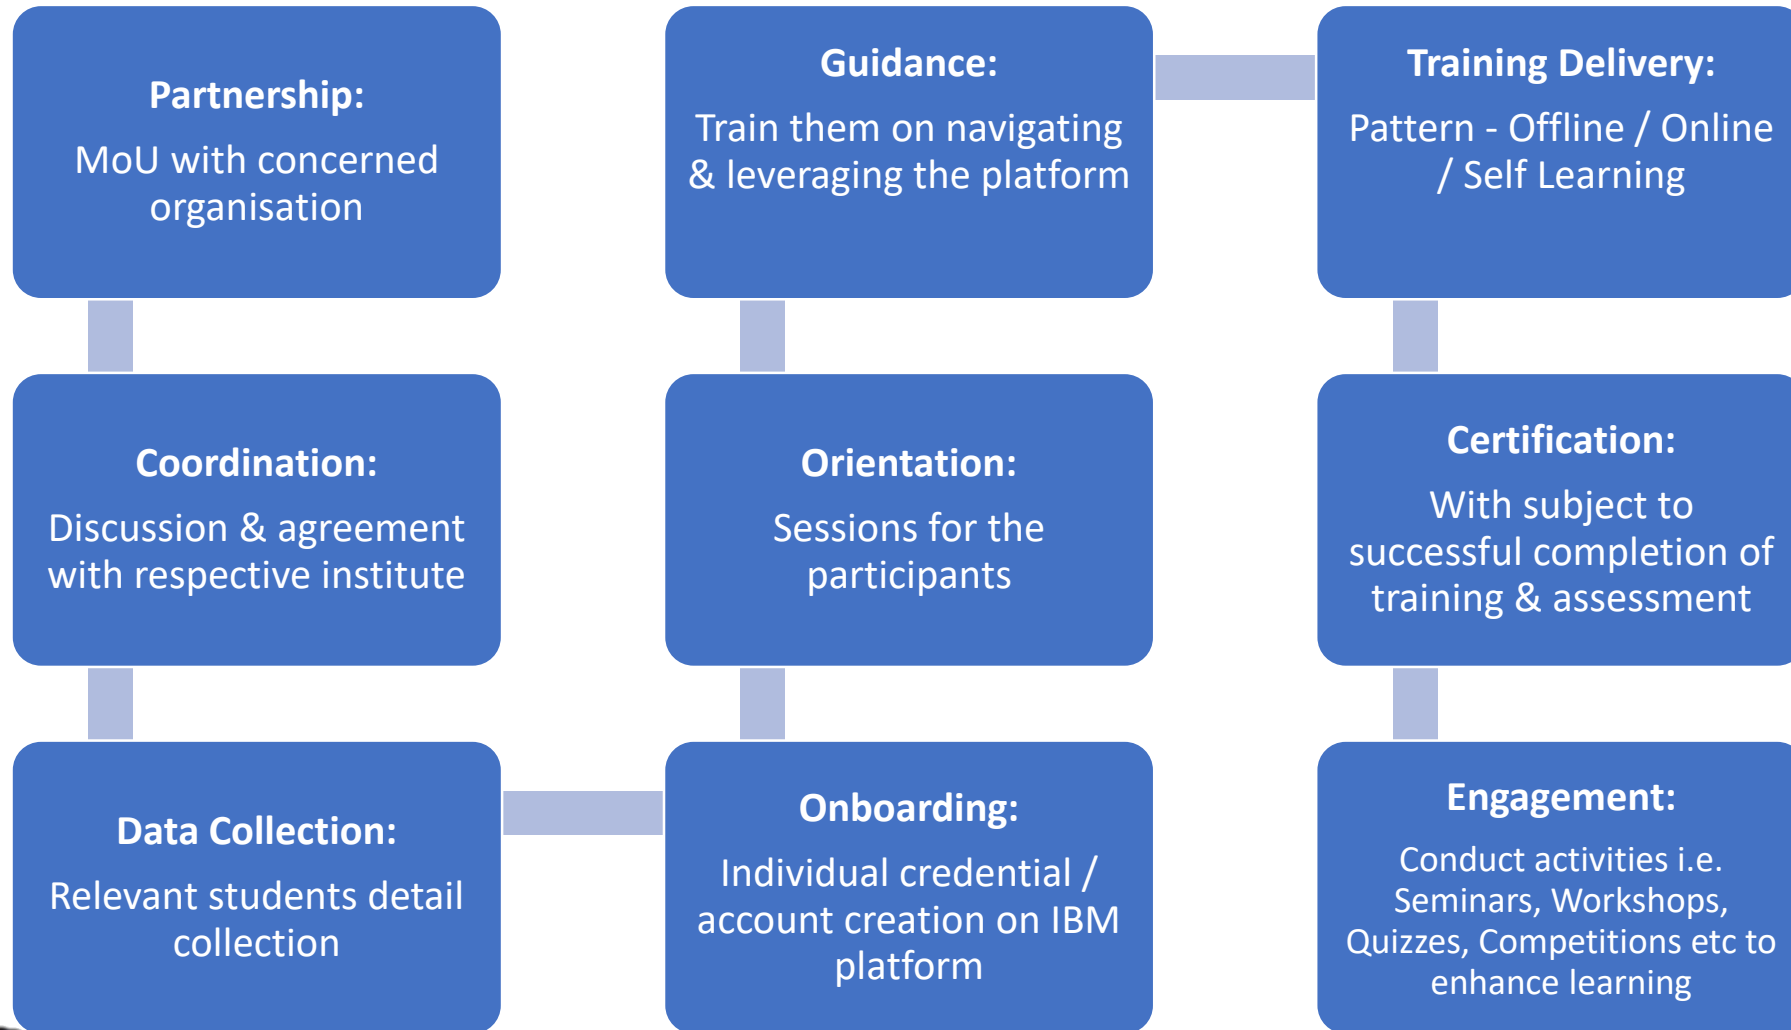 Partnership:
MoU with concerned
organisation
Coordination:
Discussion & agreement
with respective institute
Data Collection:
Relevant students detail
collection
Onboarding:
Individual credential /
account creation on IBM
platform
Orientation:
Sessions for the
participants
Guidance:
Train them on navigating
& leveraging the platform
Training Delivery:
Pattern - Offline / Online
/ Self Learning
Certification:
With subject to
successful completion of
training & assessment
Engagement:
Conduct activities i.e.
Seminars, Workshops,
Quizzes, Competitions etc to
enhance learning